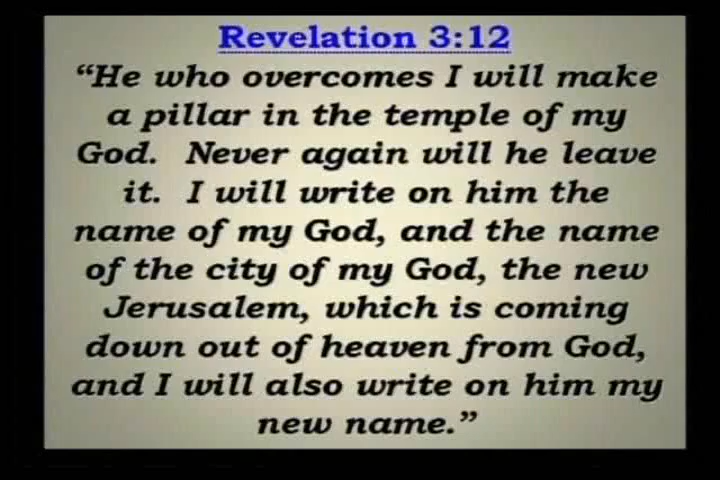 Revelation 3:12
“He who overcomes I will make
a pillar in the temple of my
God.  Never again will he leave
it.  I will write on him the
name of my God, and the name
of the city of my God, the new
Jerusalem, which is coming
down out of heaven from God,
and I will also write on him my
new name.”